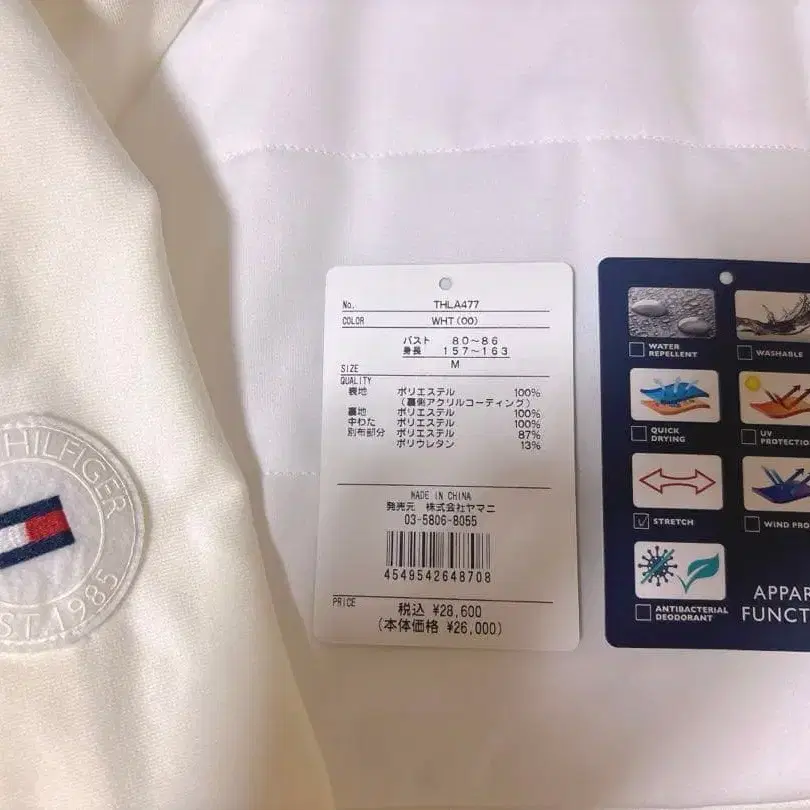 HILFIGER
EST. 1985
No. THLA477
COLOR WHT (00)
バスト 80~86
身長 157~163
SIZE M
QUALITY
表地 ポリエステル 100%
(裏側アクリルコーティング)
裏地 ポリエステル 100%
中わた ポリエステル 100%
別布部分 ポリエステル 87%
ポリウレタン 13%
MADE IN CHINA
発売元 株式会社ヤマニ
03-5806-8055
4549542648708
PRICE
税込 ¥28,600
(本体価格 ¥26,000)
WATER
REPELLENT
WASHABLE
QUICK
DRYING
UV
PROTECTIO
STRETCH
WIND PRO
ANTIBACTERIAL
DEODORANT
APPAR
FUNCT